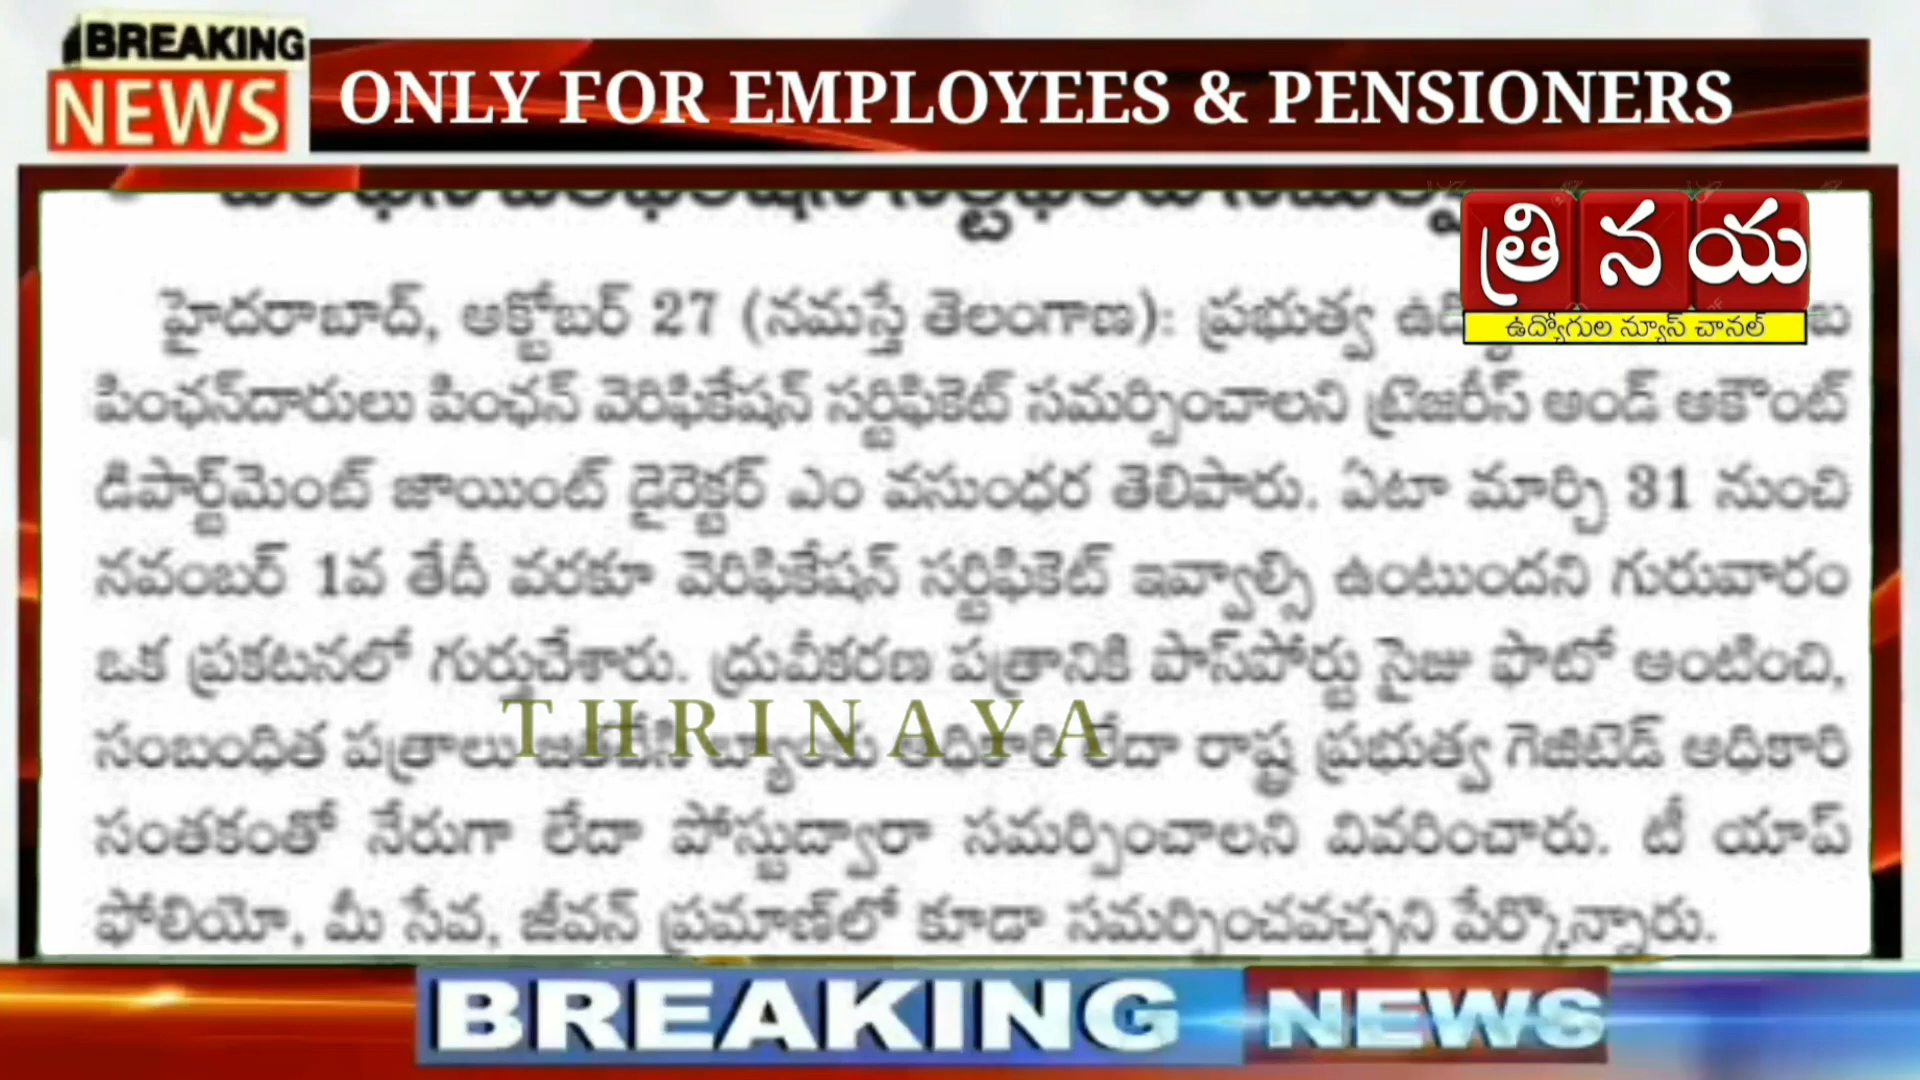 BREAKING
NEWS
ONLY FOR EMPLOYEES & PENSIONERS
త్రినయ
ఉద్యోగుల న్యూస్ చానల్
హైదరాబాద్, అక్టోబర్ 27 (నమస్తే తెలంగాణ): ప్రభుత్వ
పింఛన్‌దారులు పింఛన్ వెరిఫికేషన్ సర్టిఫికెట్ సమర్పించాలని ట్రెజరీస్ అండ్ అకౌంట్
డిపార్ట్‌మెంట్ జాయింట్ డైరెక్టర్ ఎం వసుంధర తెలిపారు. ఏటా మార్చి 31 నుంచి
నవంబర్ 1వ తేదీ వరకూ వెరిఫికేషన్ సర్టిఫికెట్ ఇవ్వాల్సి ఉంటుందని గురువారం
ఒక ప్రకటనలో గుర్తుచేశారు. ధ్రువీకరణ పత్రానికి పాస్‌పోర్టు సైజు ఫొటో అంటించి,
THRINAYA
సంబంధిత పత్రాలు అధికారి లేదా రాష్ట్ర ప్రభుత్వ గెజిటెడ్ అధికారి
సంతకంతో నేరుగా లేదా పోస్టుద్వారా సమర్పించాలని వివరించారు. టీ యాప్
ఫోలియో, మీ సేవ, జీవన్ ప్రమాణ్‌లో కూడా సమర్పించవచ్చని పేర్కొన్నారు.
BREAKING NEWS